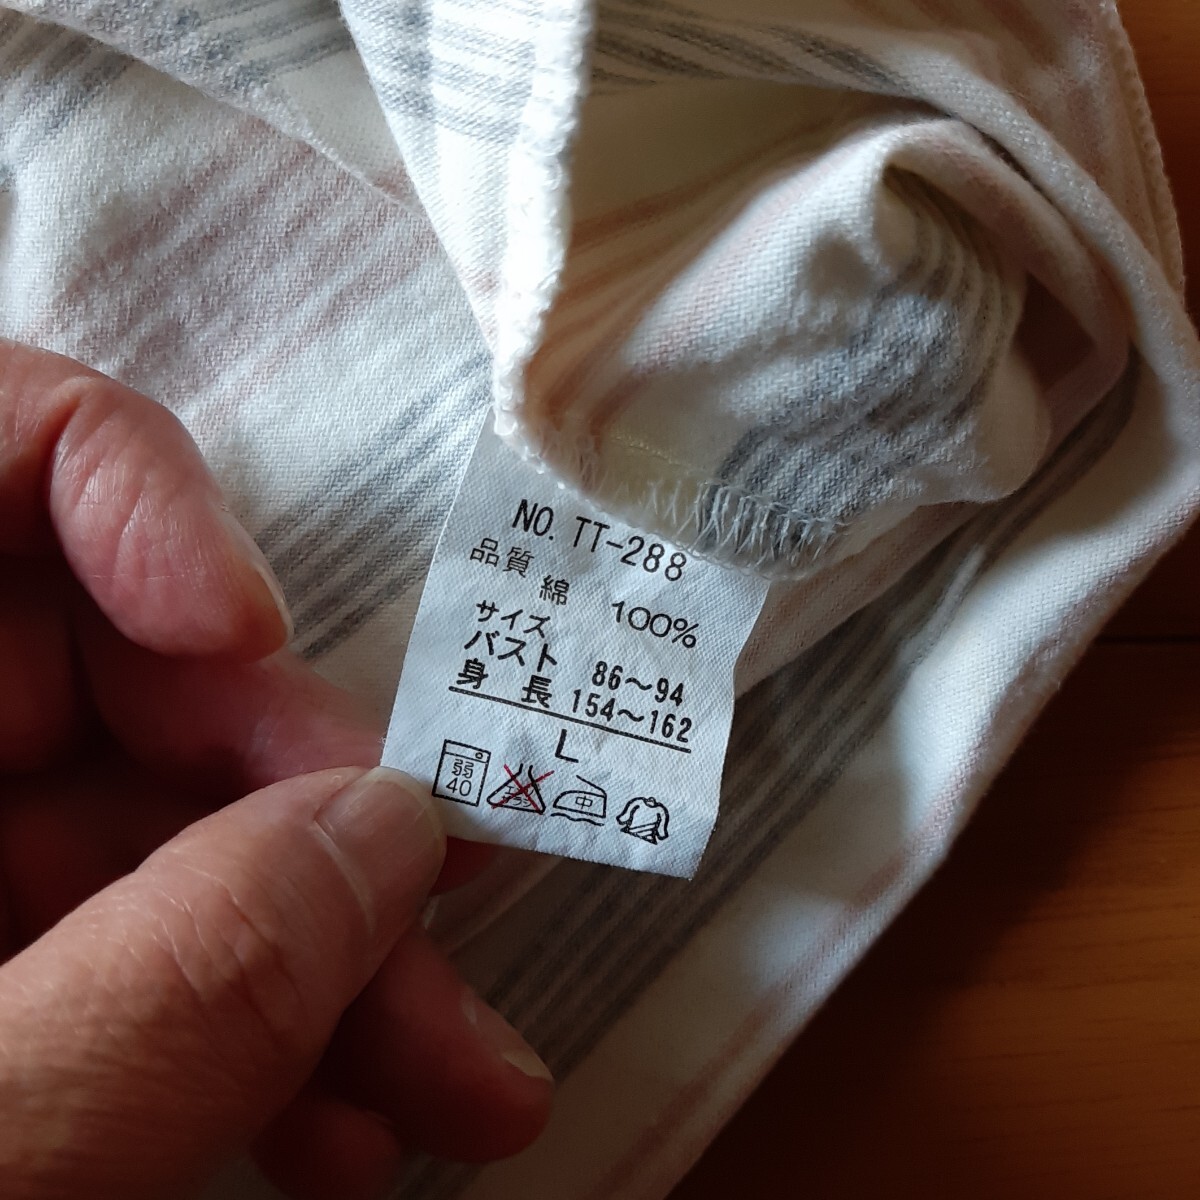 NO. TT-288
品質 綿 100%
サイズ
バスト 86〜94
身長 154〜162
L
弱 40
中